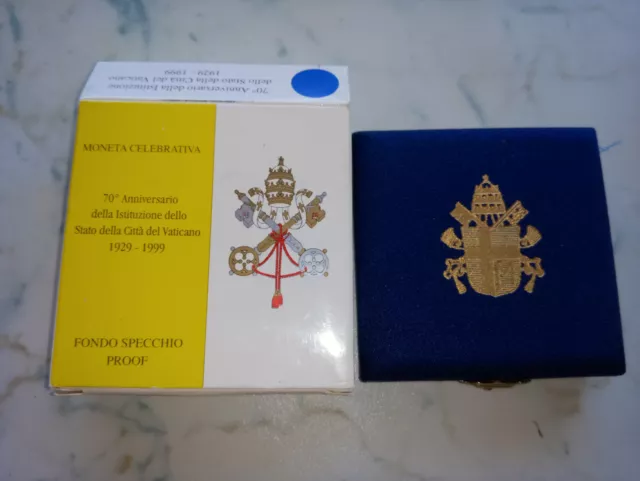 70° Anniversario della Istituzione
dello Stato della Città del Vaticano
1929 - 1999
MONETA CELEBRATIVA
70° Anniversario
della Istituzione dello
Stato della Città del Vaticano
1929 - 1999
FONDO SPECCHIO
PROOF